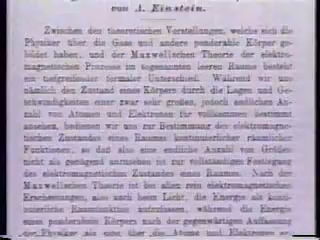 von A. Einstein.
Zwischen den theoretischen Vorstellungen, welche sich die
Physiker über die Gase und andere ponderable Körper ge-
bildet haben, und der Maxwellschen Theorie der elektro-
magnetischen Prozesse im sogenannten leeren Raume besteht
ein tiefgreifender formaler Unterschied. Während wir uns
nämlich den Zustand eines Körpers durch die Lagen und Ge-
schwindigkeiten einer zwar sehr großen, jedoch endlichen An-
zahl von Atomen und Elektronen für vollkommen bestimmt
ansehen, bedienen wir uns zur Bestimmung des elektromagne-
tischen Zustandes eines Raumes kontinuierlicher räumlicher
Funktionen, so daß also eine endliche Anzahl von Größen
nicht als genügend anzusehen ist zur vollständigen Festlegung
des elektromagnetischen Zustandes eines Raumes. Nach der
Maxwellschen Theorie ist bei allen rein elektromagnetischen
Erscheinungen, also auch beim Licht, die Energie als konti-
nuierliche Raumfunktion aufzufassen, während die Energie
eines ponderabeln Körpers nach der gegenwärtigen Auffassung
der Physiker als eine über die Atome und Elektronen